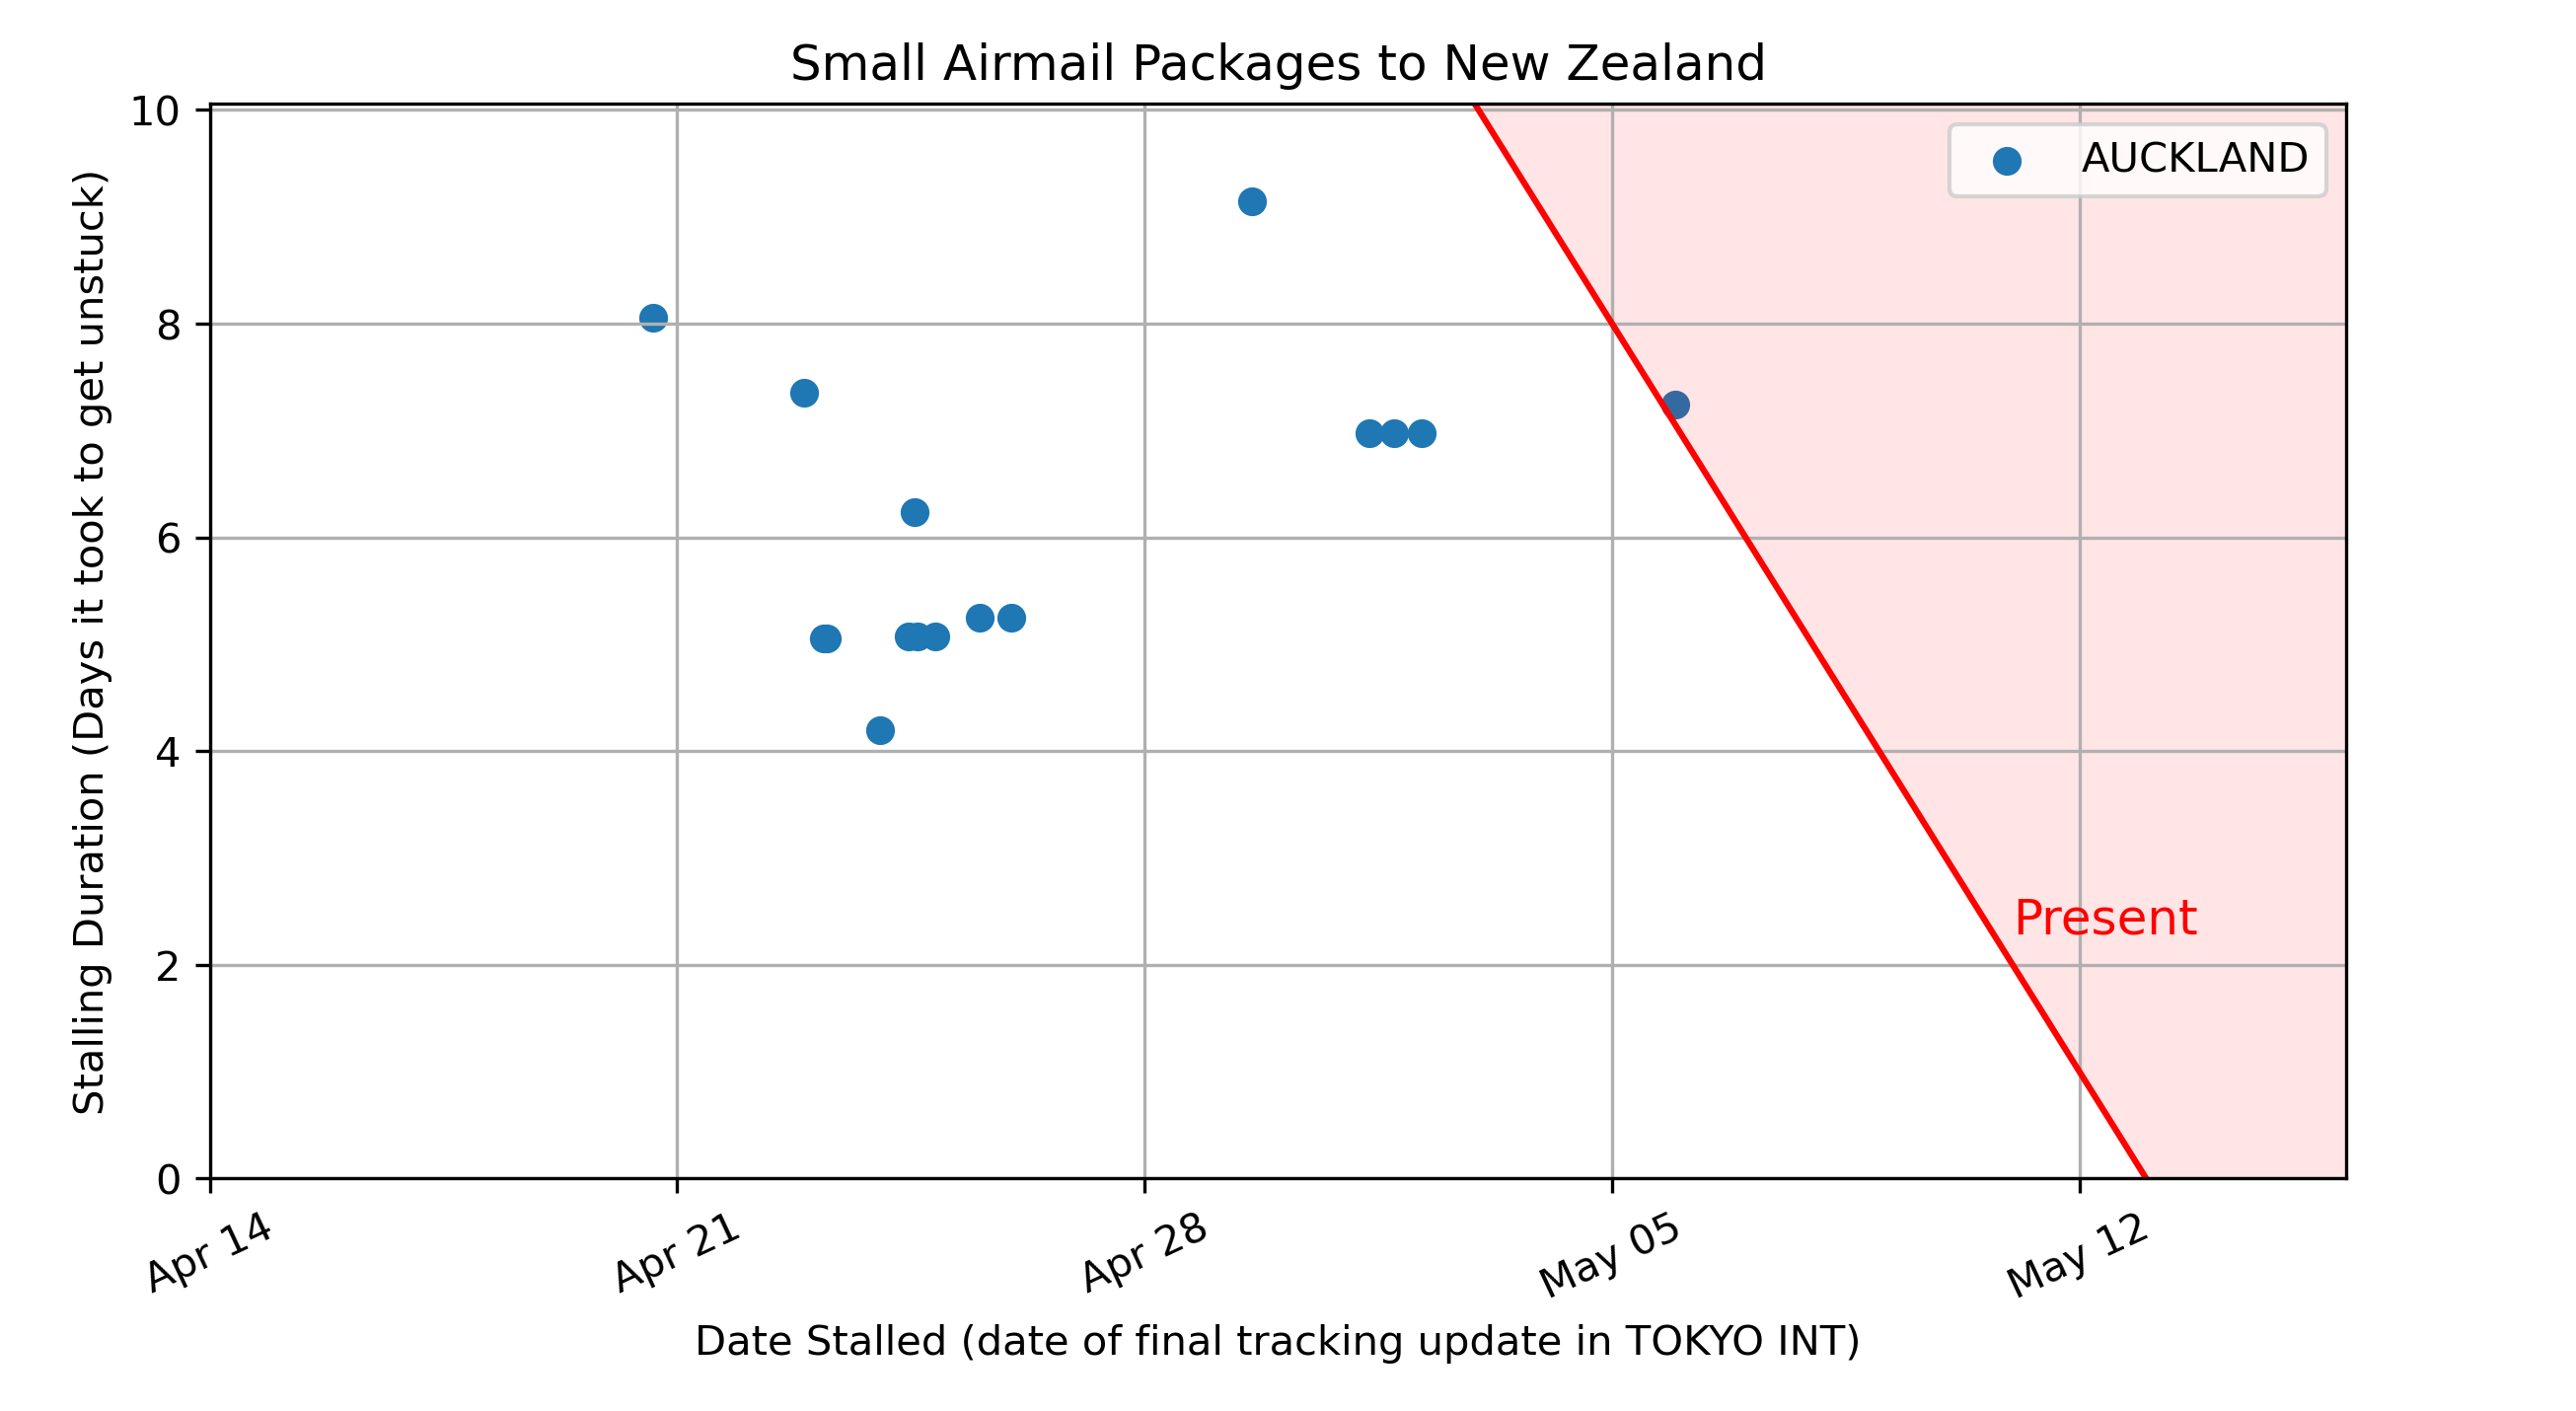 Small Airmail Packages to New Zealand
Stalling Duration (Days it took to get unstuck)
10
8
6
4
2
0
AUCKLAND
Present
Apr 14
Apr 21
Apr 28
May 05
May 12
Date Stalled (date of final tracking update in TOKYO INT)